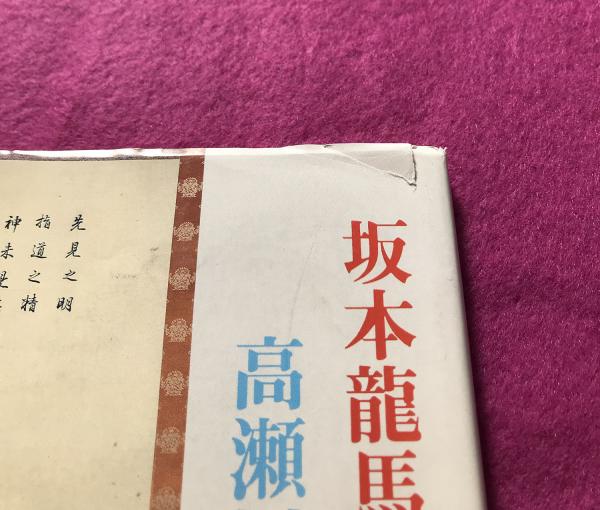 坂本龍馬
高瀬
先見之明
指道之精
神未